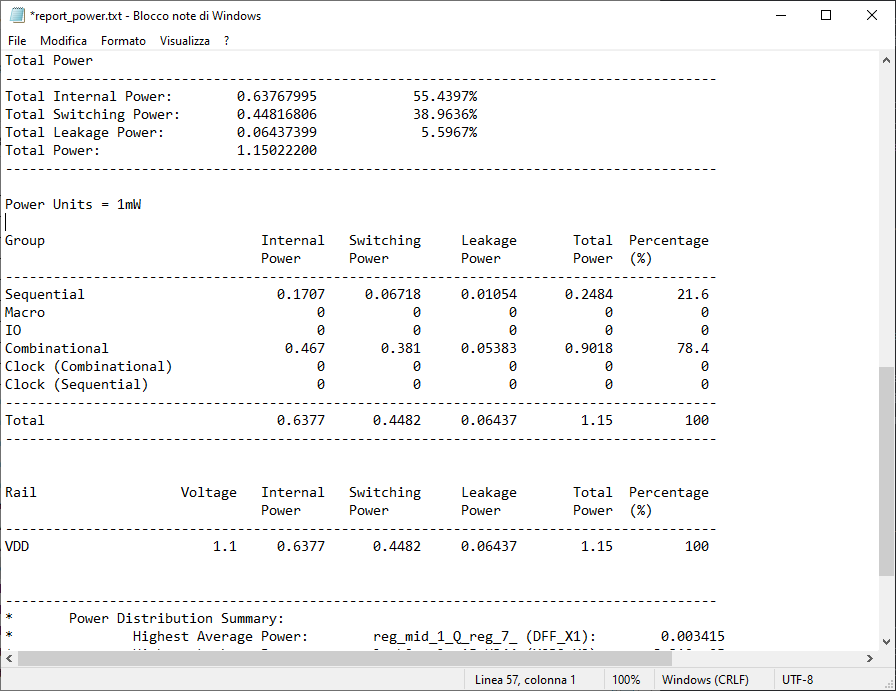 *report_power.txt - Blocco note di Windows
File Modifica Formato Visualizza ?
Total Power
-----------------------------------------------------------------------------------------
Total Internal Power: 0.63767995 55.4397%
Total Switching Power: 0.44816806 38.9636%
Total Leakage Power: 0.06437399 5.5967%
Total Power: 1.15022200
-----------------------------------------------------------------------------------------
Power Units = 1mW
Group Internal Switching Leakage Total Percentage
Power Power Power Power (%)
-----------------------------------------------------------------------------------------
Sequential 0.1707 0.06718 0.01054 0.2484 21.6
Macro 0 0 0 0 0
IO 0 0 0 0 0
Combinational 0.467 0.381 0.05383 0.9018 78.4
Clock (Combinational) 0 0 0 0 0
Clock (Sequential) 0 0 0 0 0
-----------------------------------------------------------------------------------------
Total 0.6377 0.4482 0.06437 1.15 100
-----------------------------------------------------------------------------------------
Rail Voltage Internal Switching Leakage Total Percentage
Power Power Power Power (%)
-----------------------------------------------------------------------------------------
VDD 1.1 0.6377 0.4482 0.06437 1.15 100
-----------------------------------------------------------------------------------------
* Power Distribution Summary:
* Highest Average Power: reg_mid_1_Q_reg_7_ (DFF_X1): 0.003415
Linea 57, colonna 1 100% Windows (CRLF) UTF-8